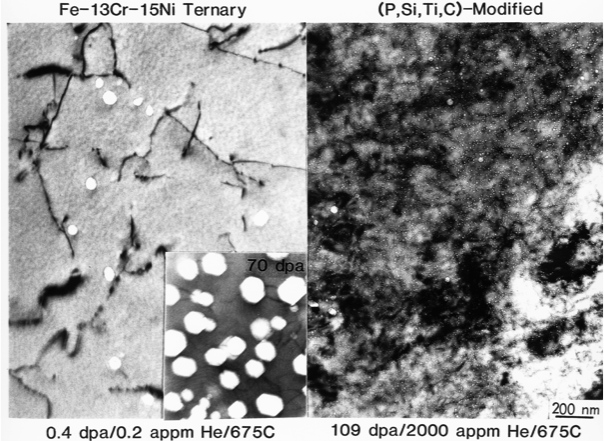 Fe-13Cr-15Ni Ternary
(P,Si,Ti,C)-Modified
70 dpa
200 nm
0.4 dpa/0.2 appm He/675C
109 dpa/2000 appm He/675C